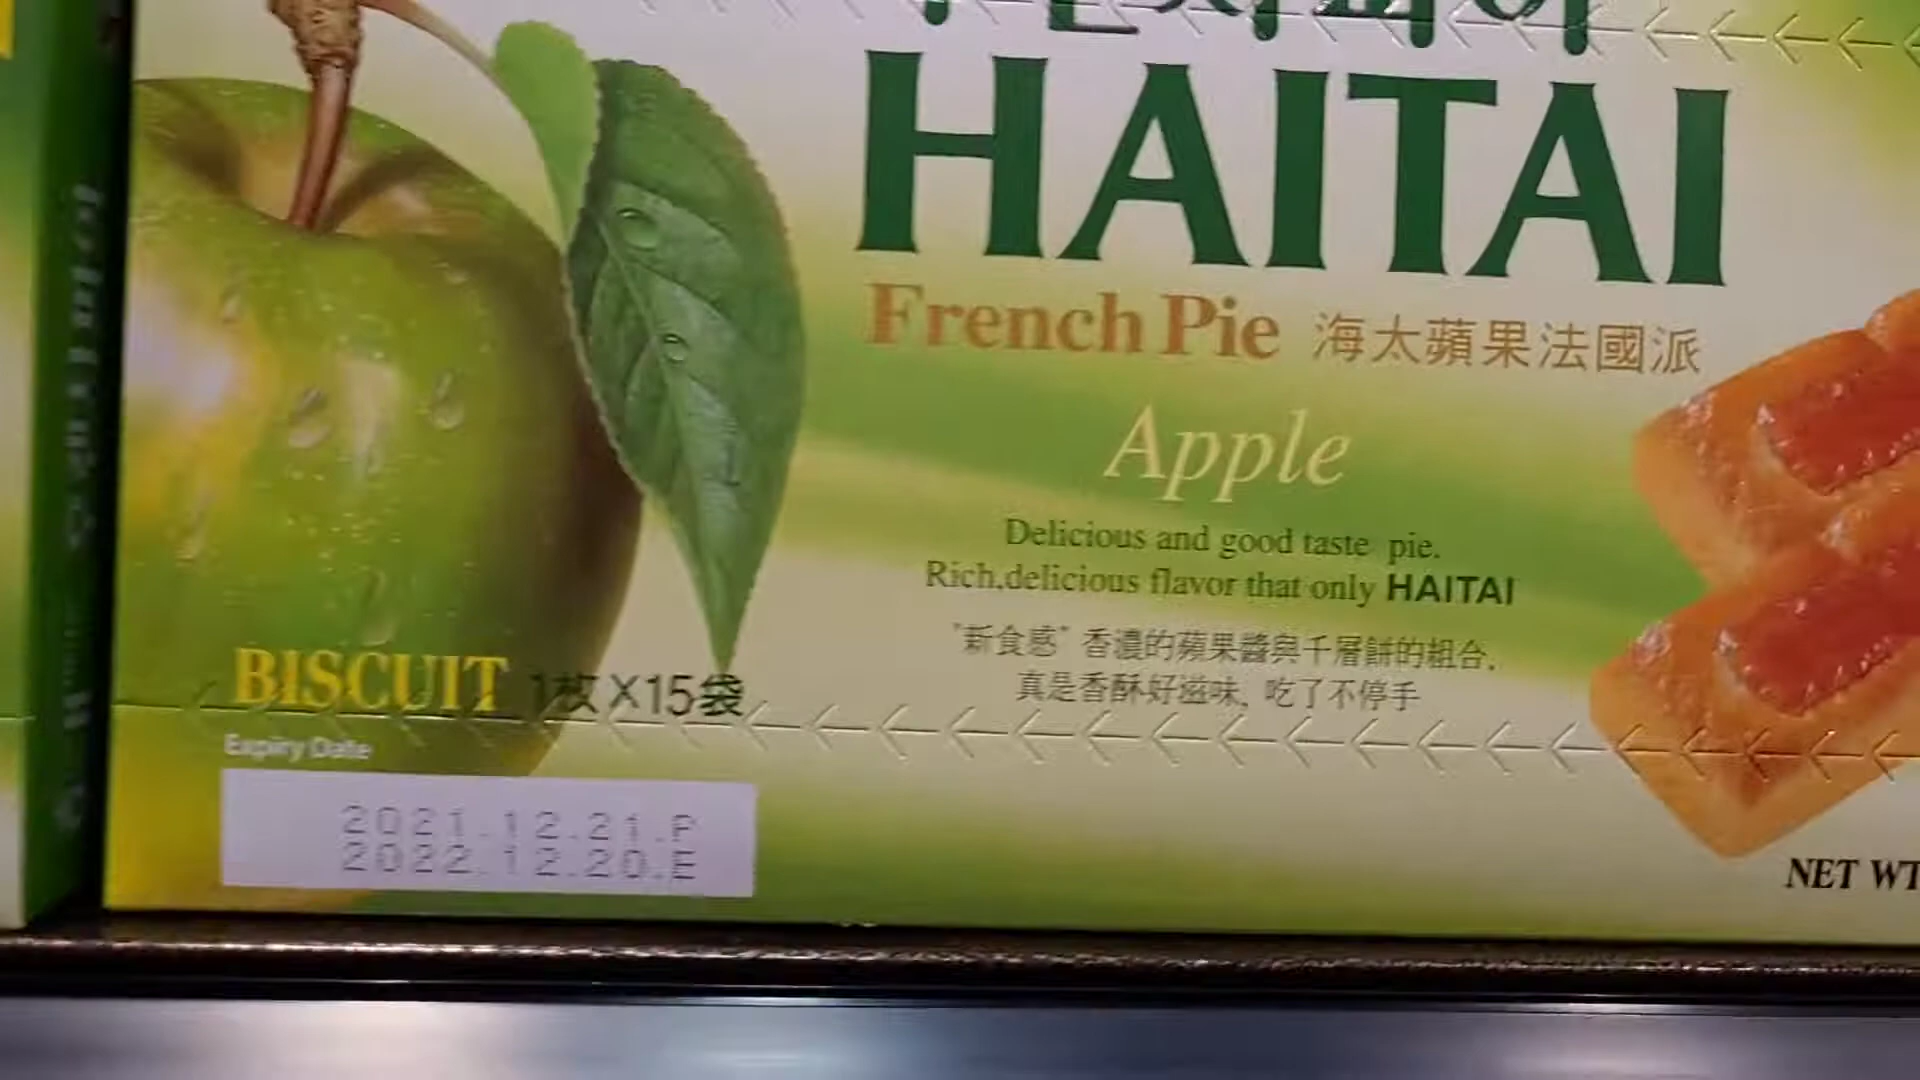 HAITAI
French Pie 海太蘋果法國派
Apple
Delicious and good taste pie.
Rich.delicious flavor that only HAITAI
"新食感" 香濃的蘋果醬與千層餅的組合,
真是香酥好滋味, 吃了不停手
BISCUIT 1枚X15袋
Expiry Date
2021.12.21.P
2022.12.20.E
NET WT